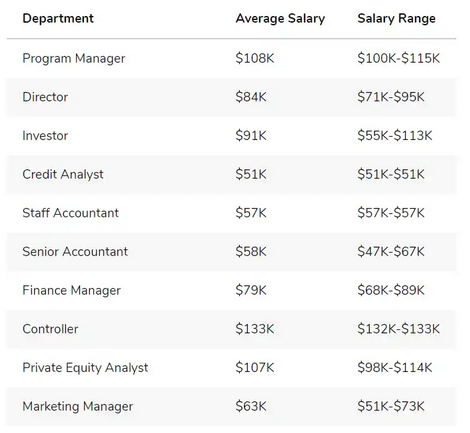 Department Average Salary Salary Range
Program Manager $108K $100K-$115K
Director $84K $71K-$95K
Investor $91K $55K-$113K
Credit Analyst $51K $51K-$51K
Staff Accountant $57K $57K-$57K
Senior Accountant $58K $47K-$67K
Finance Manager $79K $68K-$89K
Controller $133K $132K-$133K
Private Equity Analyst $107K $98K-$114K
Marketing Manager $63K $51K-$73K